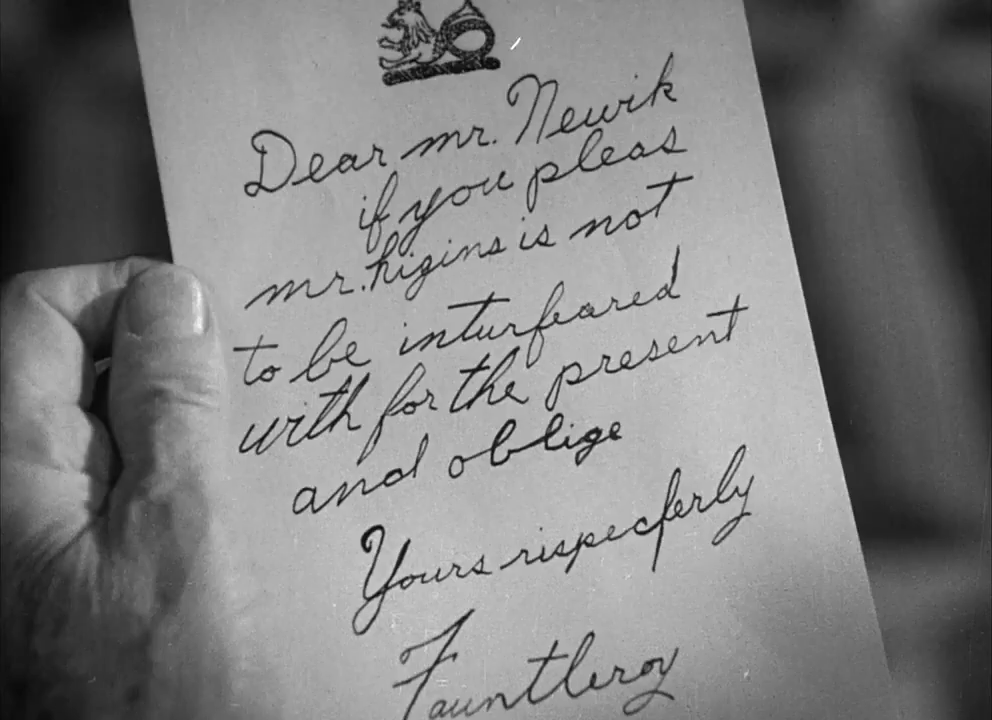 Dear mr. Newik
if you pleas
mr. higins is not
to be inturfeared
with for the present
and oblige
Yours rispecferly
Fauntleroy